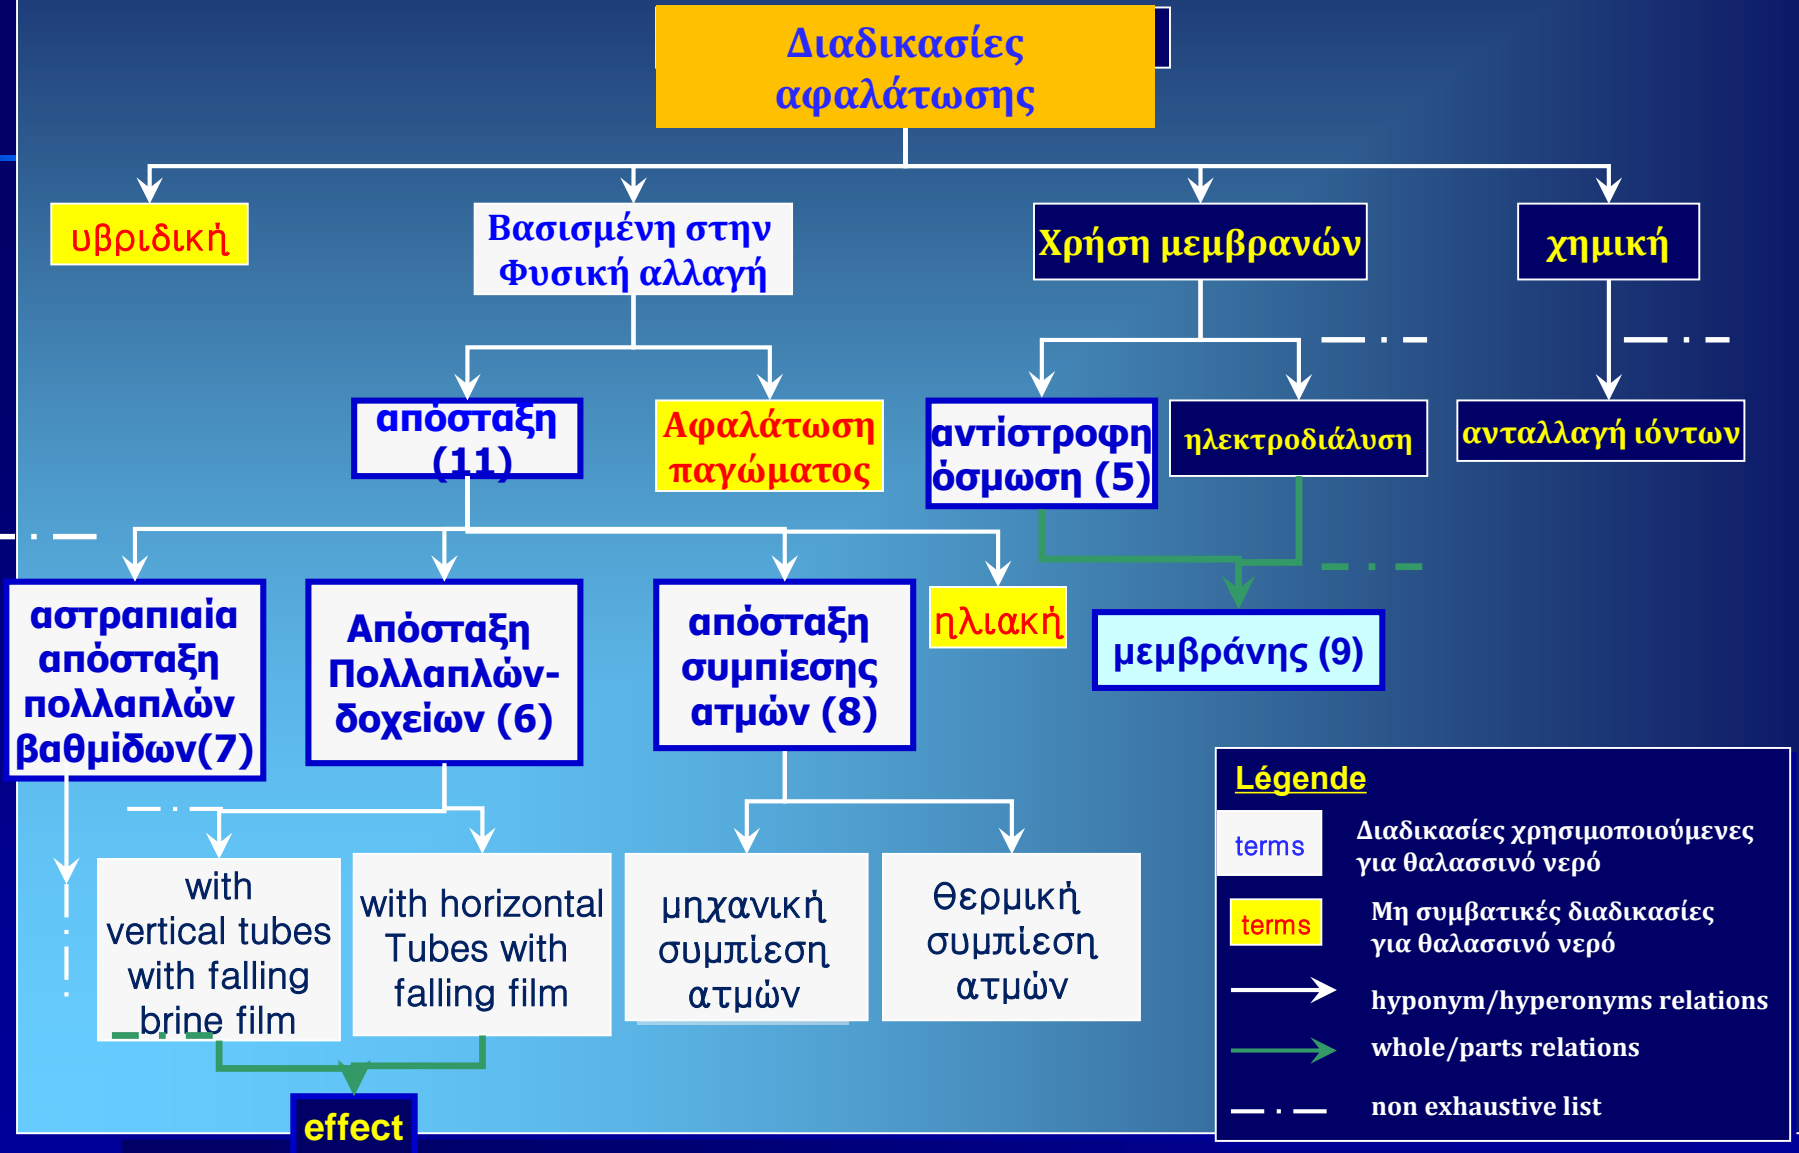 Διαδικασίες
αφαλάτωσης
υβριδική
Βασισμένη στην
Φυσική αλλαγή
Χρήση μεμβρανών
χημική
απόσταξη
(11)
Αφαλάτωση
παγώματος
αντίστροφη
όσμωση (5)
ηλεκτροδιάλυση
ανταλλαγή ιόντων
αστραπιαία
απόσταξη
πολλαπλών
βαθμίδων(7)
Απόσταξη
Πολλαπλών-
δοχείων (6)
απόσταξη
συμπίεσης
ατμών (8)
ηλιακή
μεμβράνης (9)
with
vertical tubes
with falling
brine film
with horizontal
Tubes with
falling film
μηχανική
συμπίεση
ατμών
θερμική
συμπίεση
ατμών
effect
Légende
terms
Διαδικασίες χρησιμοποιούμενες
για θαλασσινό νερό
terms
Μη συμβατικές διαδικασίες
για θαλασσινό νερό
hyponym/hyperonyms relations
whole/parts relations
non exhaustive list